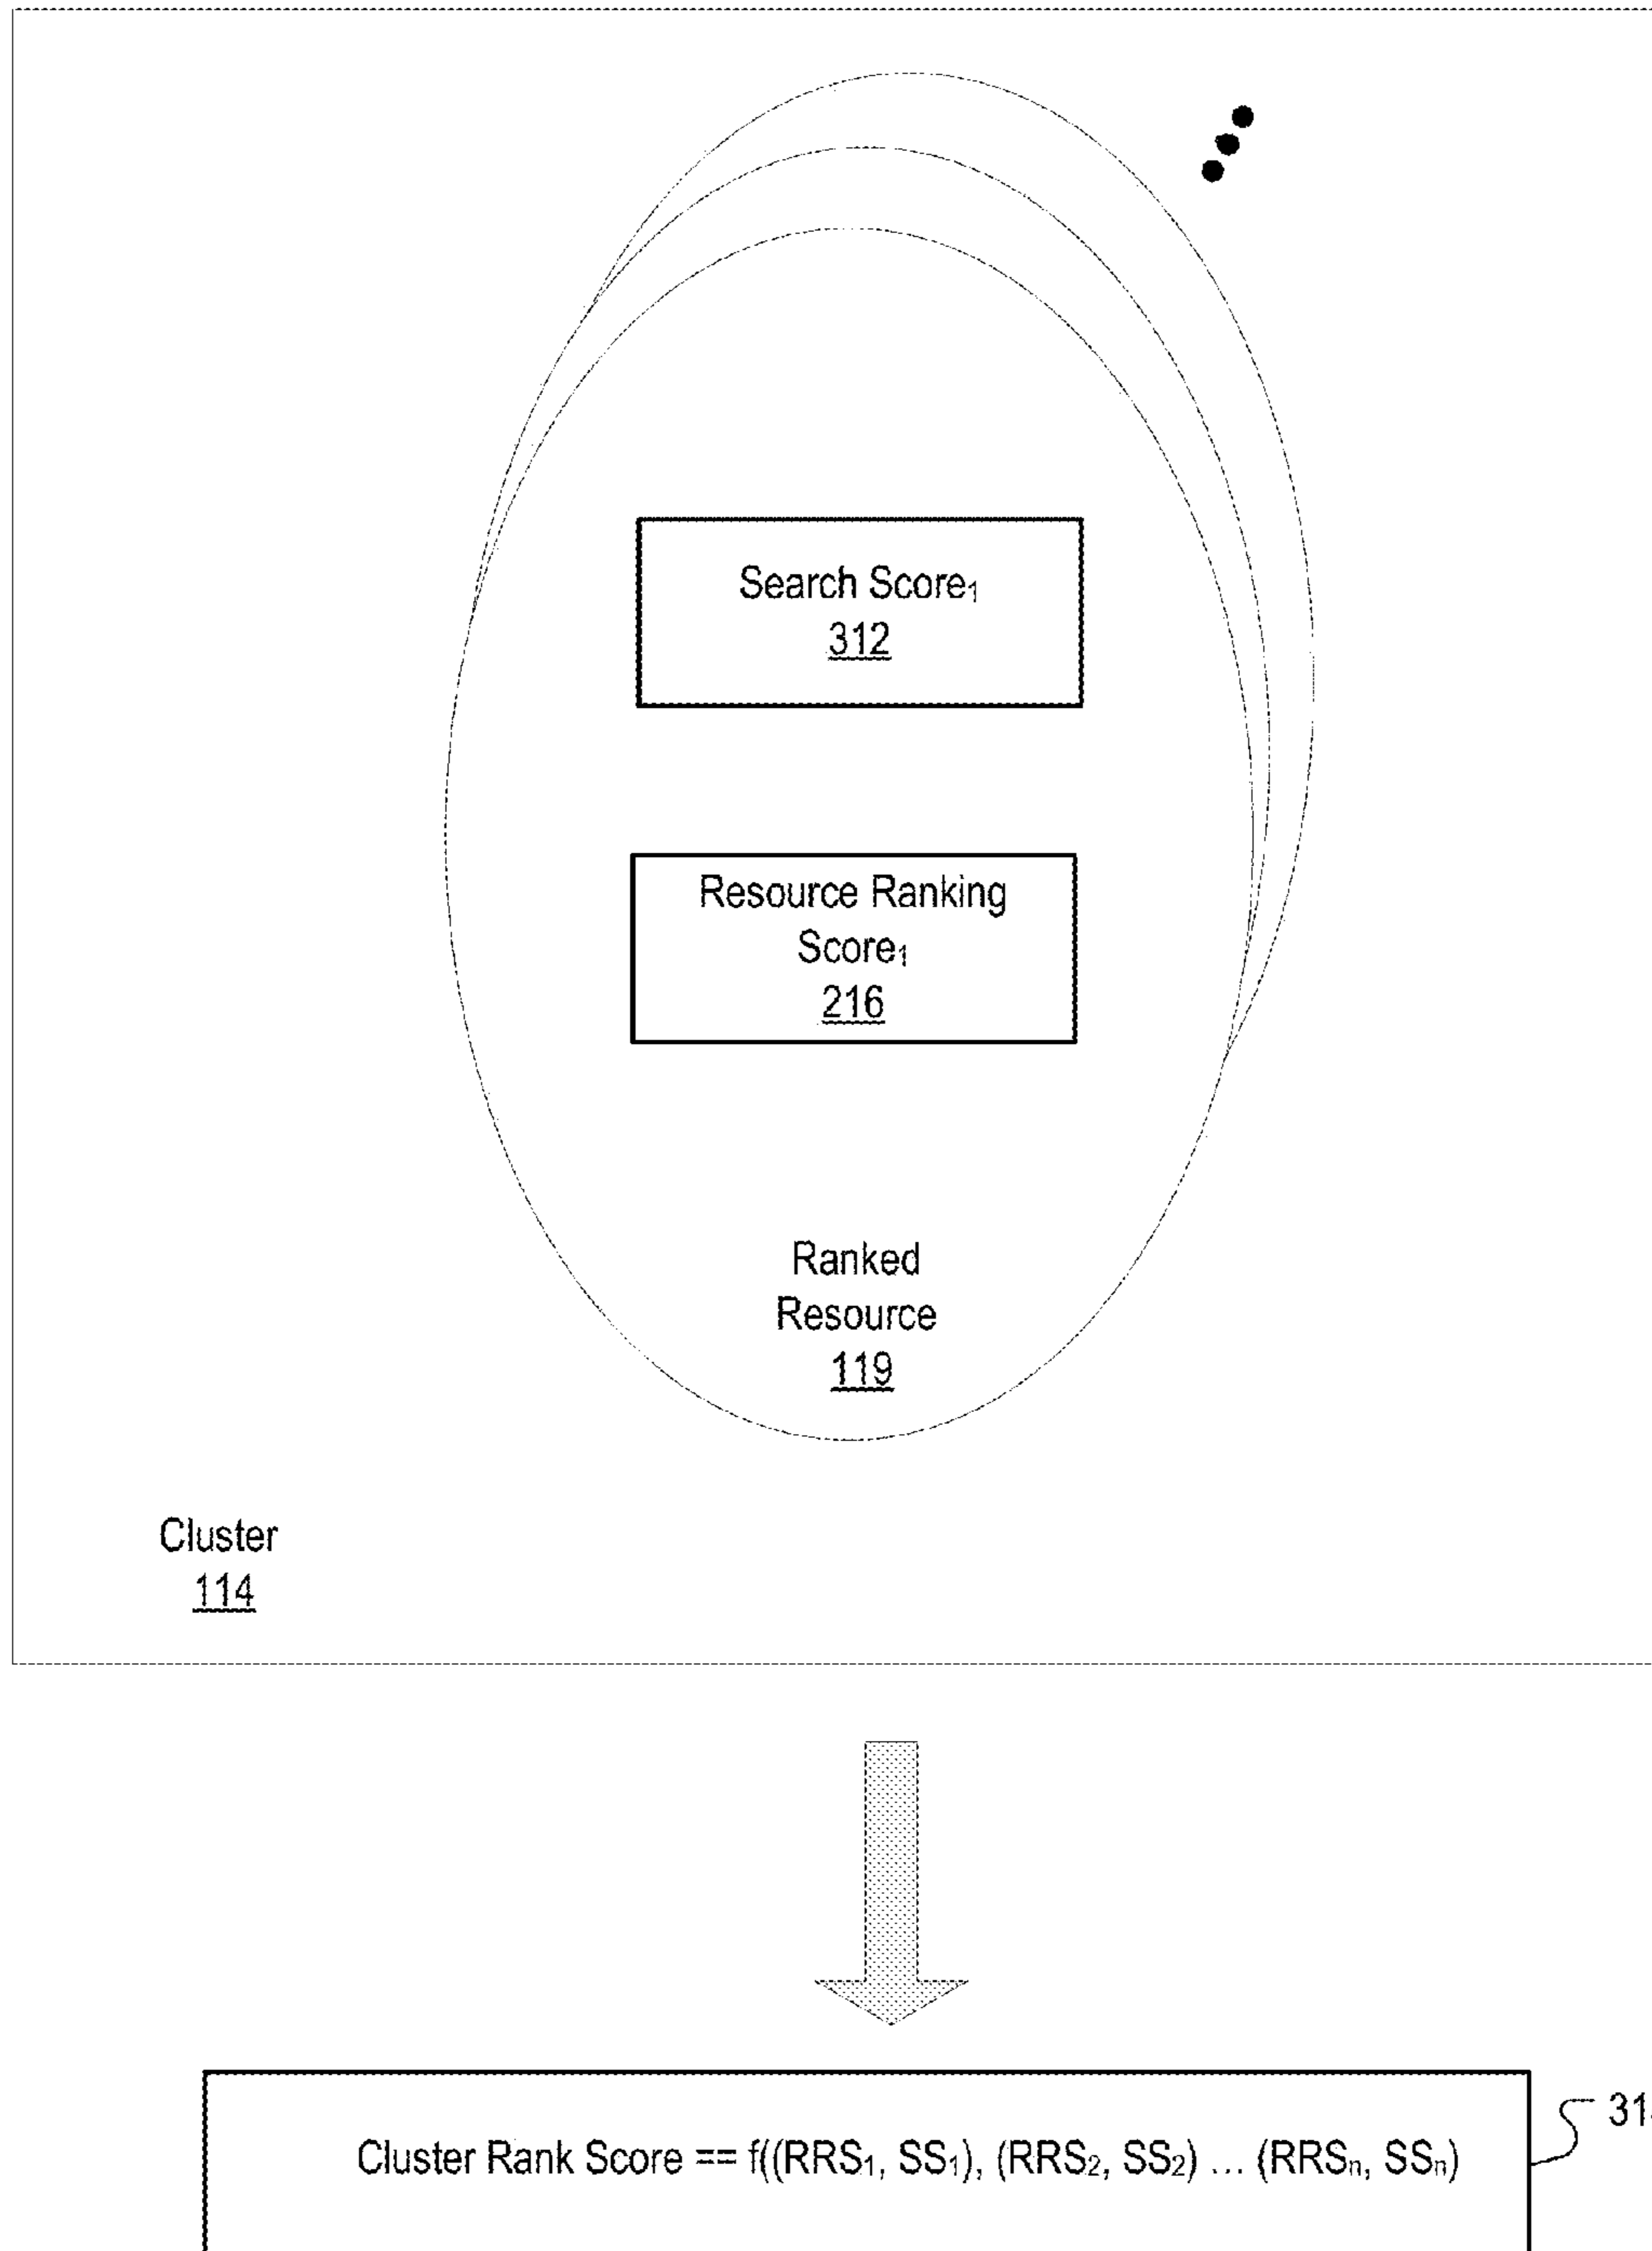 Search Score₁
312
Resource Ranking
Score₁
216
Ranked
Resource
119
Cluster
114
Cluster Rank Score == f((RRS₁, SS₁), (RRS₂, SS₂) ... (RRSₙ, SSₙ)